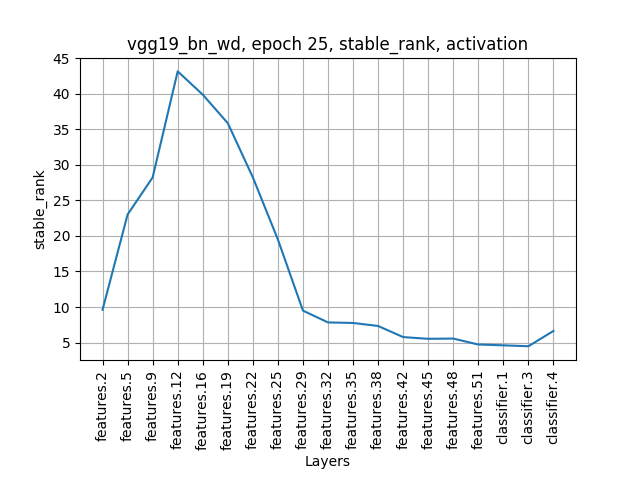 vgg19_bn_wd, epoch 25, stable_rank, activation
45
40
35
30
25
20
15
10
5
stable_rank
features.2
features.5
features.9
features.12
features.16
features.19
features.22
features.25
features.29
features.32
features.35
features.38
features.42
features.45
features.48
features.51
classifier.1
classifier.3
classifier.4
Layers